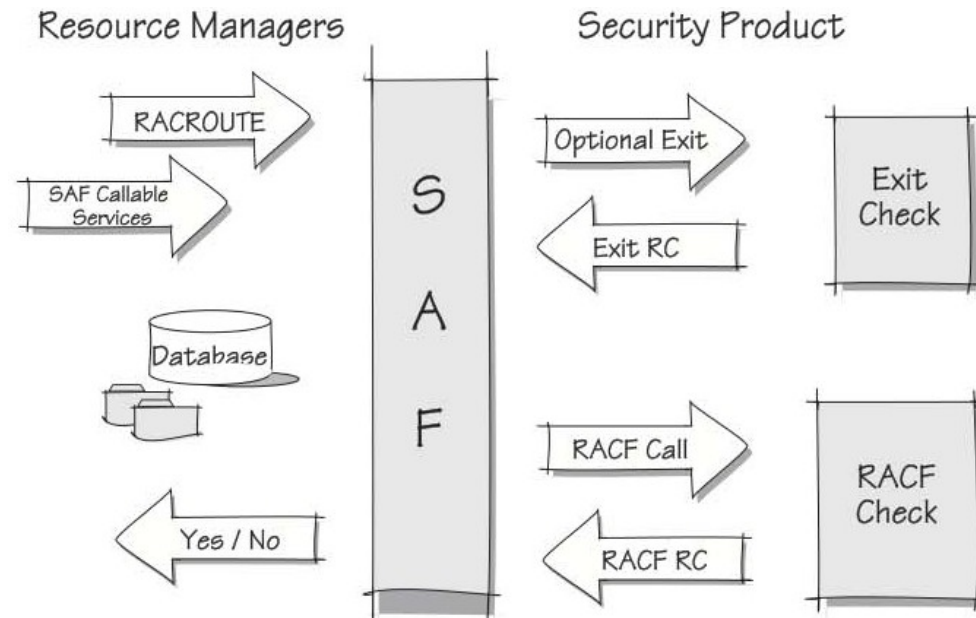 Resource Managers
Security Product
RACROUTE
SAF Callable
Services
Database
Yes / No
S
A
F
Optional Exit
Exit RC
Exit
Check
RACF Call
RACF RC
RACF
Check